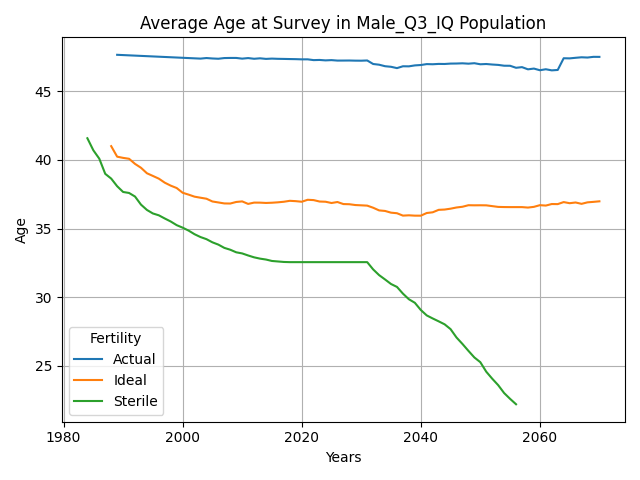 Average Age at Survey in Male_Q3_IQ Population
Age
45
40
35
30
25
Fertility
Actual
Ideal
Sterile
1980
2000
2020
2040
2060
Years